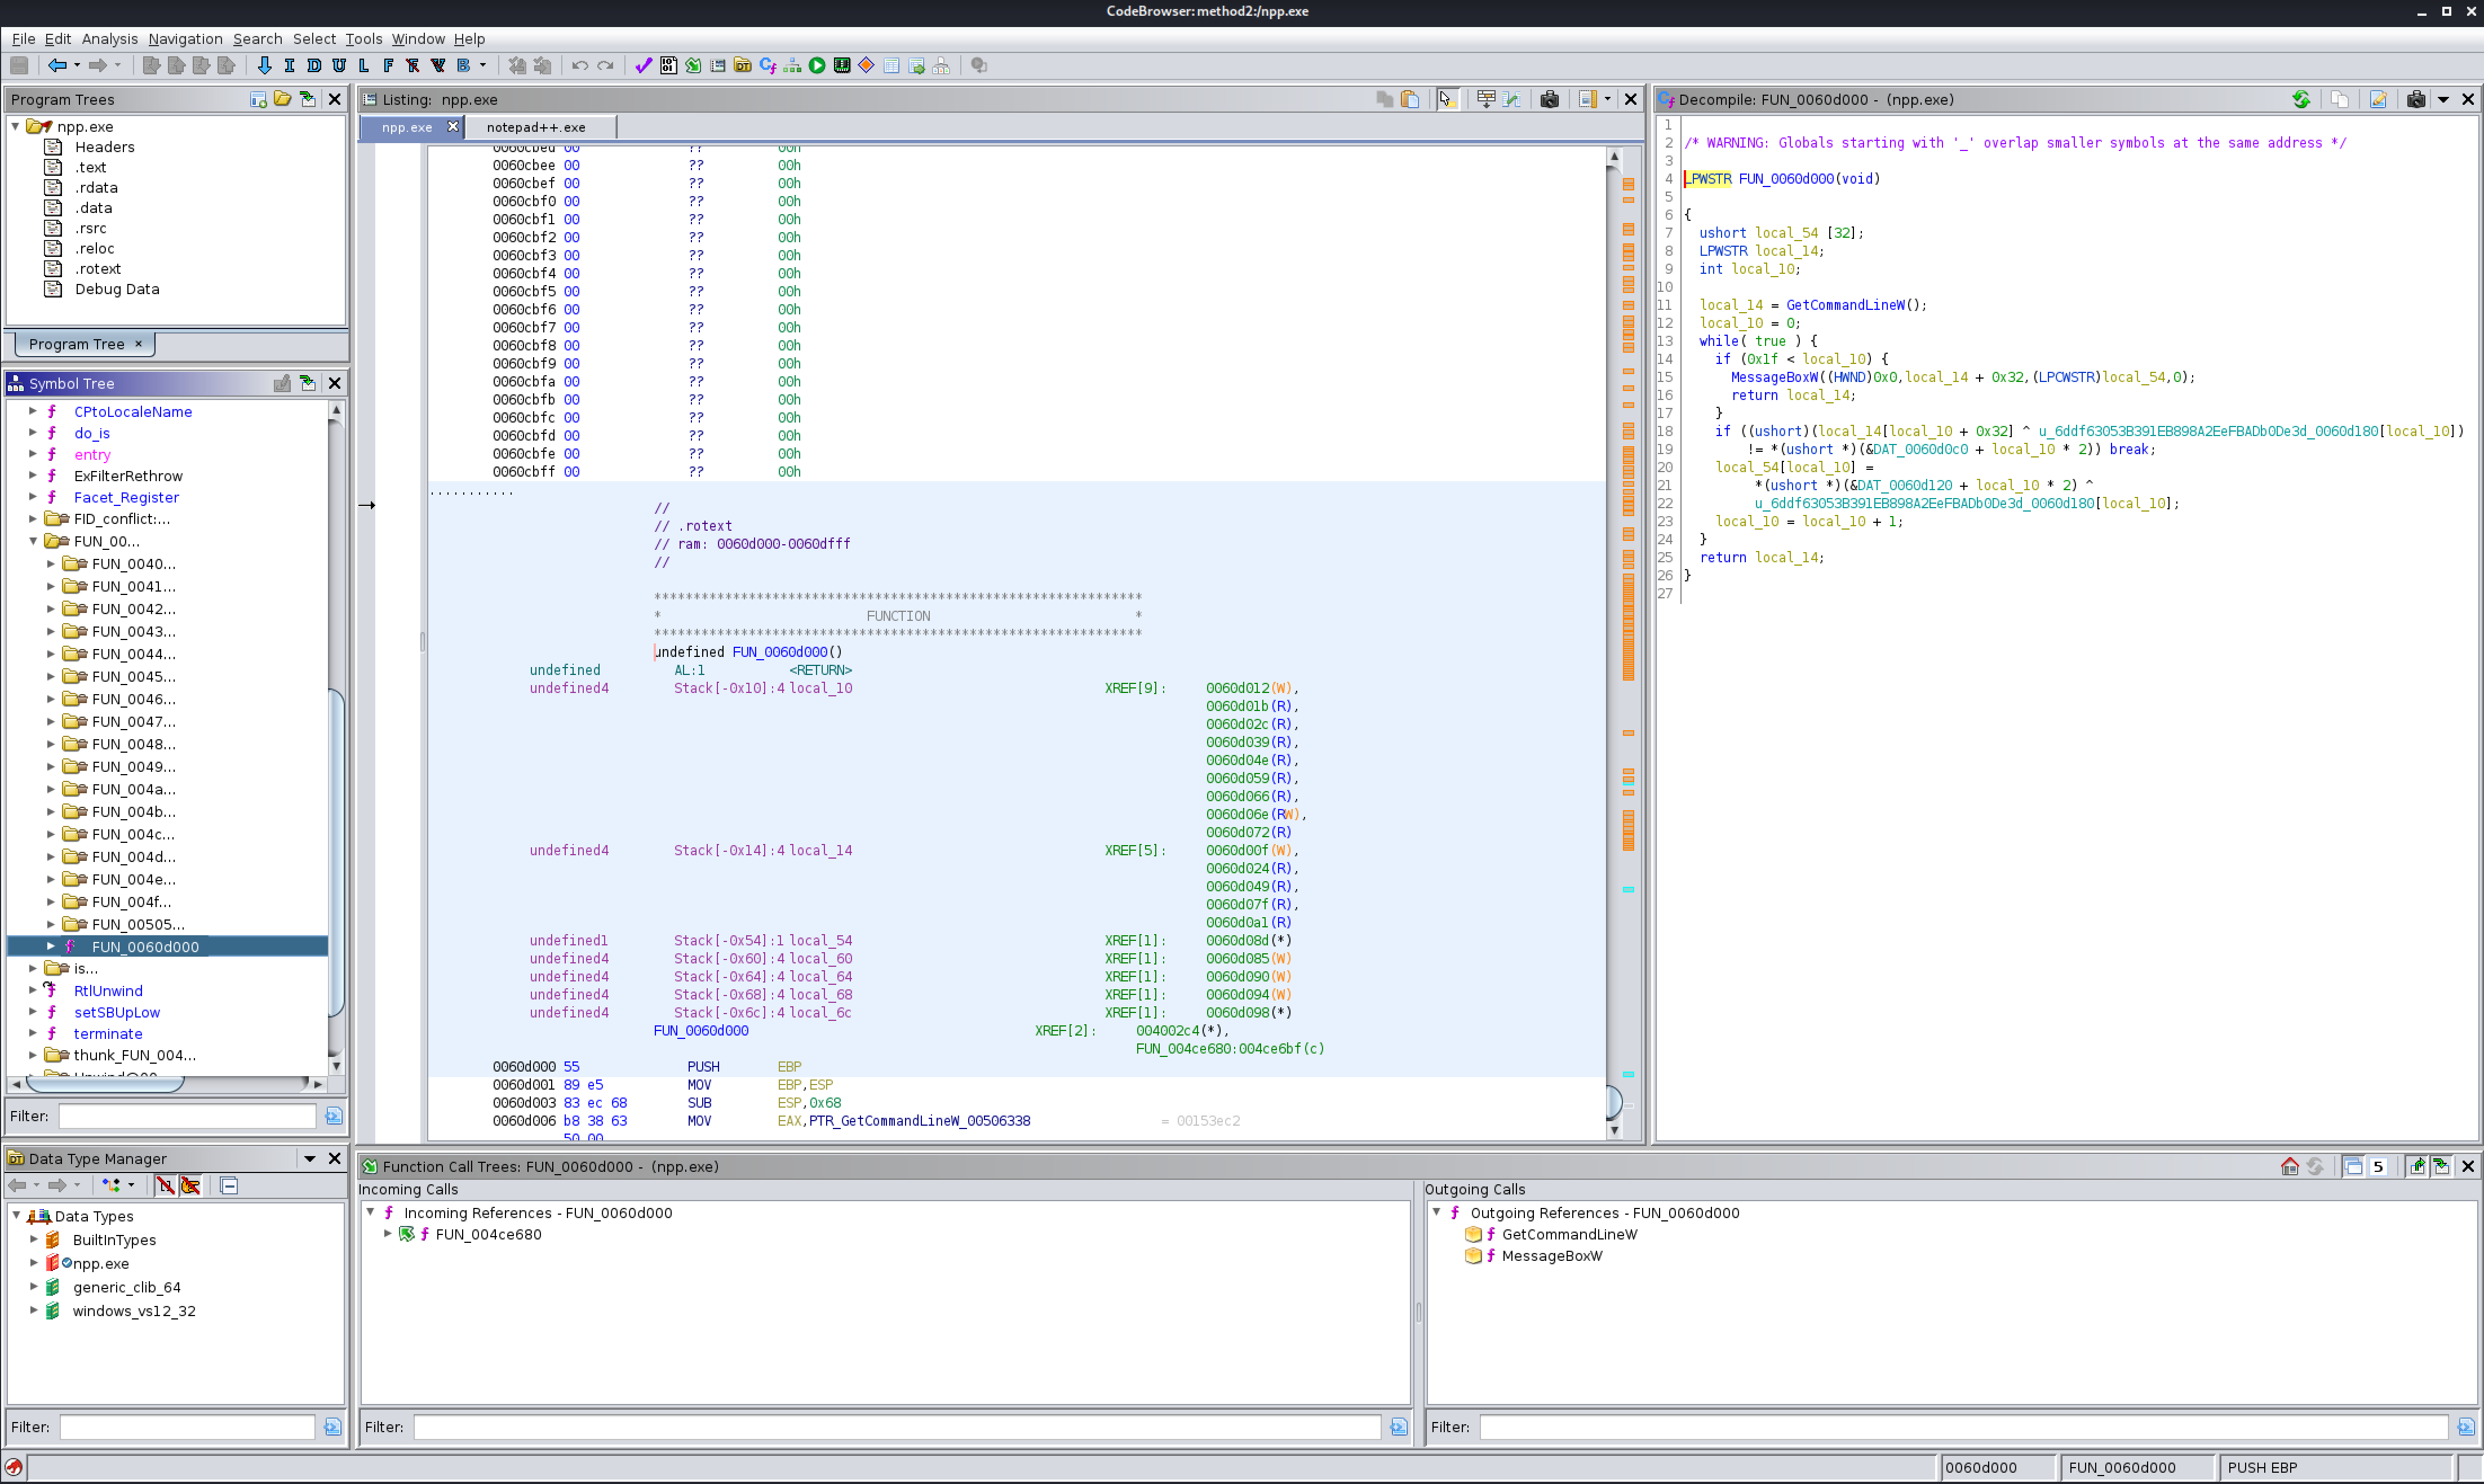 CodeBrowser: method2:/npp.exe
File Edit Analysis Navigation Search Select Tools Window Help
I D U L F B
Program Trees
npp.exe
Headers
.text
.rdata
.data
.rsrc
.reloc
.rotext
Debug Data
Program Tree ×
Symbol Tree
CPtoLocaleName
do_is
entry
ExFilterRethrow
Facet_Register
FID_conflict:...
FUN_00...
FUN_0040...
FUN_0041...
FUN_0042...
FUN_0043...
FUN_0044...
FUN_0045...
FUN_0046...
FUN_0047...
FUN_0048...
FUN_0049...
FUN_004a...
FUN_004b...
FUN_004c...
FUN_004d...
FUN_004e...
FUN_004f...
FUN_00505...
FUN_0060d000
is...
RtlUnwind
setSBUpLow
terminate
thunk_FUN_004...
Filter:
Data Type Manager
Data Types
BuiltInTypes
npp.exe
generic_clib_64
windows_vs12_32
Filter:
Listing: npp.exe
npp.exe notepad++.exe
0060cbed 00 ?? 00h
0060cbee 00 ?? 00h
0060cbef 00 ?? 00h
0060cbf0 00 ?? 00h
0060cbf1 00 ?? 00h
0060cbf2 00 ?? 00h
0060cbf3 00 ?? 00h
0060cbf4 00 ?? 00h
0060cbf5 00 ?? 00h
0060cbf6 00 ?? 00h
0060cbf7 00 ?? 00h
0060cbf8 00 ?? 00h
0060cbf9 00 ?? 00h
0060cbfa 00 ?? 00h
0060cbfb 00 ?? 00h
0060cbfc 00 ?? 00h
0060cbfd 00 ?? 00h
0060cbfe 00 ?? 00h
0060cbff 00 ?? 00h
//
// .rotext
// ram: 0060d000-0060dfff
//
**************************************************************
* FUNCTION *
**************************************************************
undefined FUN_0060d000()
undefined AL:1 <RETURN>
undefined4 Stack[-0x10]:4 local_10 XREF[9]: 0060d012(W),
0060d01b(R),
0060d02c(R),
0060d039(R),
0060d04e(R),
0060d059(R),
0060d066(R),
0060d06e(RW),
0060d072(R)
undefined4 Stack[-0x14]:4 local_14 XREF[5]: 0060d00f(W),
0060d024(R),
0060d049(R),
0060d07f(R),
0060d0a1(R)
undefined1 Stack[-0x54]:1 local_54 XREF[1]: 0060d08d(*)
undefined4 Stack[-0x60]:4 local_60 XREF[1]: 0060d085(W)
undefined4 Stack[-0x64]:4 local_64 XREF[1]: 0060d090(W)
undefined4 Stack[-0x68]:4 local_68 XREF[1]: 0060d094(W)
undefined4 Stack[-0x6c]:4 local_6c XREF[1]: 0060d098(*)
FUN_0060d000 XREF[2]: 004002c4(*),
FUN_004ce680:004ce6bf(c)
0060d000 55 PUSH EBP
0060d001 89 e5 MOV EBP,ESP
0060d003 83 ec 68 SUB ESP,0x68
0060d006 b8 38 63 MOV EAX,PTR_GetCommandLineW_00506338 = 00153ec2
50 00
Decompile: FUN_0060d000 - (npp.exe)
1
2 /* WARNING: Globals starting with '_' overlap smaller symbols at the same address */
3
4 LPWSTR FUN_0060d000(void)
5
6 {
7 ushort local_54 [32];
8 LPWSTR local_14;
9 int local_10;
10
11 local_14 = GetCommandLineW();
12 local_10 = 0;
13 while( true ) {
14 if (0x1f < local_10) {
15 MessageBoxW((HWND)0x0,local_14 + 0x32,(LPCWSTR)local_54,0);
16 return local_14;
17 }
18 if ((ushort)(local_14[local_10 + 0x32] ^ u_6ddf63053B391EB898A2EeFBADb0De3d_0060d180[local_10])
19 != *(ushort *)(&DAT_0060d0c0 + local_10 * 2)) break;
20 local_54[local_10] =
21 *(ushort *)(&DAT_0060d120 + local_10 * 2) ^
22 u_6ddf63053B391EB898A2EeFBADb0De3d_0060d180[local_10];
23 local_10 = local_10 + 1;
24 }
25 return local_14;
26 }
27
Function Call Trees: FUN_0060d000 - (npp.exe)
5
Incoming Calls
Incoming References - FUN_0060d000
FUN_004ce680
Filter:
Outgoing Calls
Outgoing References - FUN_0060d000
GetCommandLineW
MessageBoxW
Filter:
0060d000 FUN_0060d000 PUSH EBP